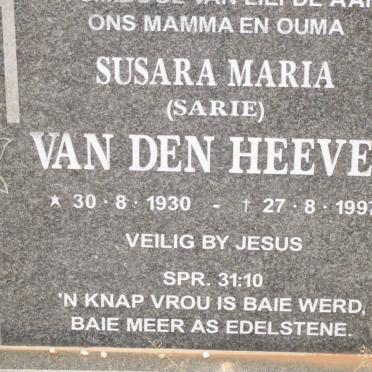 ONS MAMMA EN OUMA
SUSARA MARIA
(SARIE)
VAN DEN HEEVE
★ 30 · 8 · 1930 - † 27 · 8 · 1997
VEILIG BY JESUS
SPR. 31:10
'N KNAP VROU IS BAIE WERD,
BAIE MEER AS EDELSTENE.